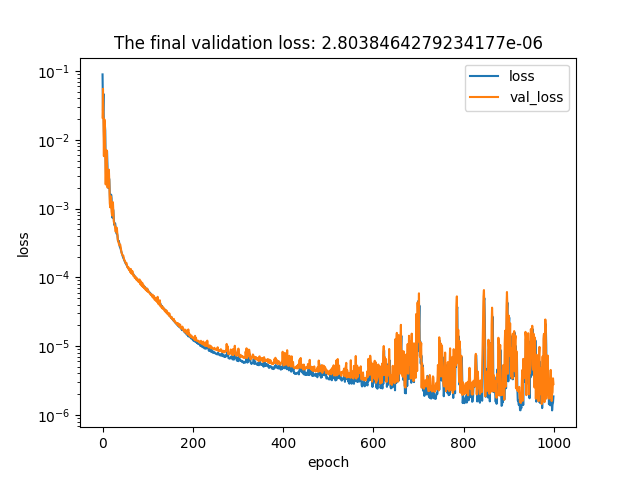 The final validation loss: 2.8038464279234177e-06
loss
val_loss
10⁻¹
10⁻²
10⁻³
10⁻⁴
10⁻⁵
10⁻⁶
loss
0 200 400 600 800 1000
epoch